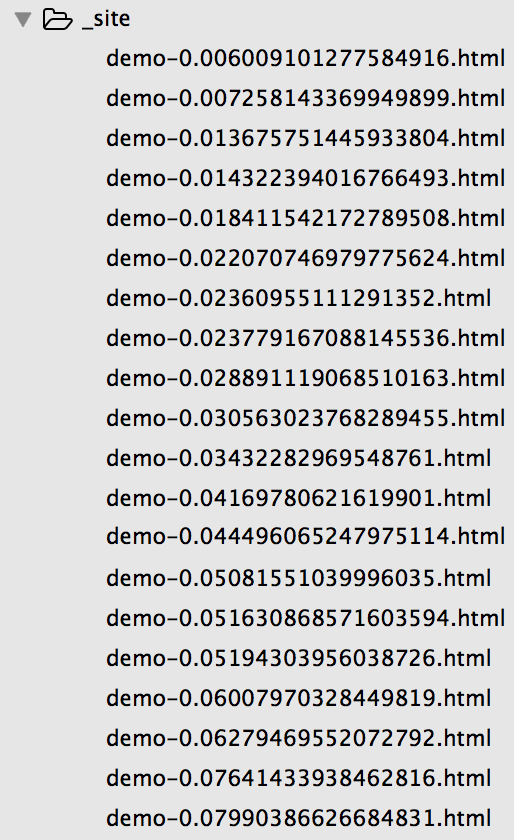 _site
demo-0.006009101277584916.html
demo-0.007258143369949899.html
demo-0.013675751445933804.html
demo-0.014322394016766493.html
demo-0.018411542172789508.html
demo-0.022070746979775624.html
demo-0.02360955111291352.html
demo-0.023779167088145536.html
demo-0.028891119068510163.html
demo-0.030563023768289455.html
demo-0.03432282969548761.html
demo-0.04169780621619901.html
demo-0.044496065247975114.html
demo-0.05081551039996035.html
demo-0.051630868571603594.html
demo-0.05194303956038726.html
demo-0.06007970328449819.html
demo-0.06279469552072792.html
demo-0.07641433938462816.html
demo-0.07990386626684831.html